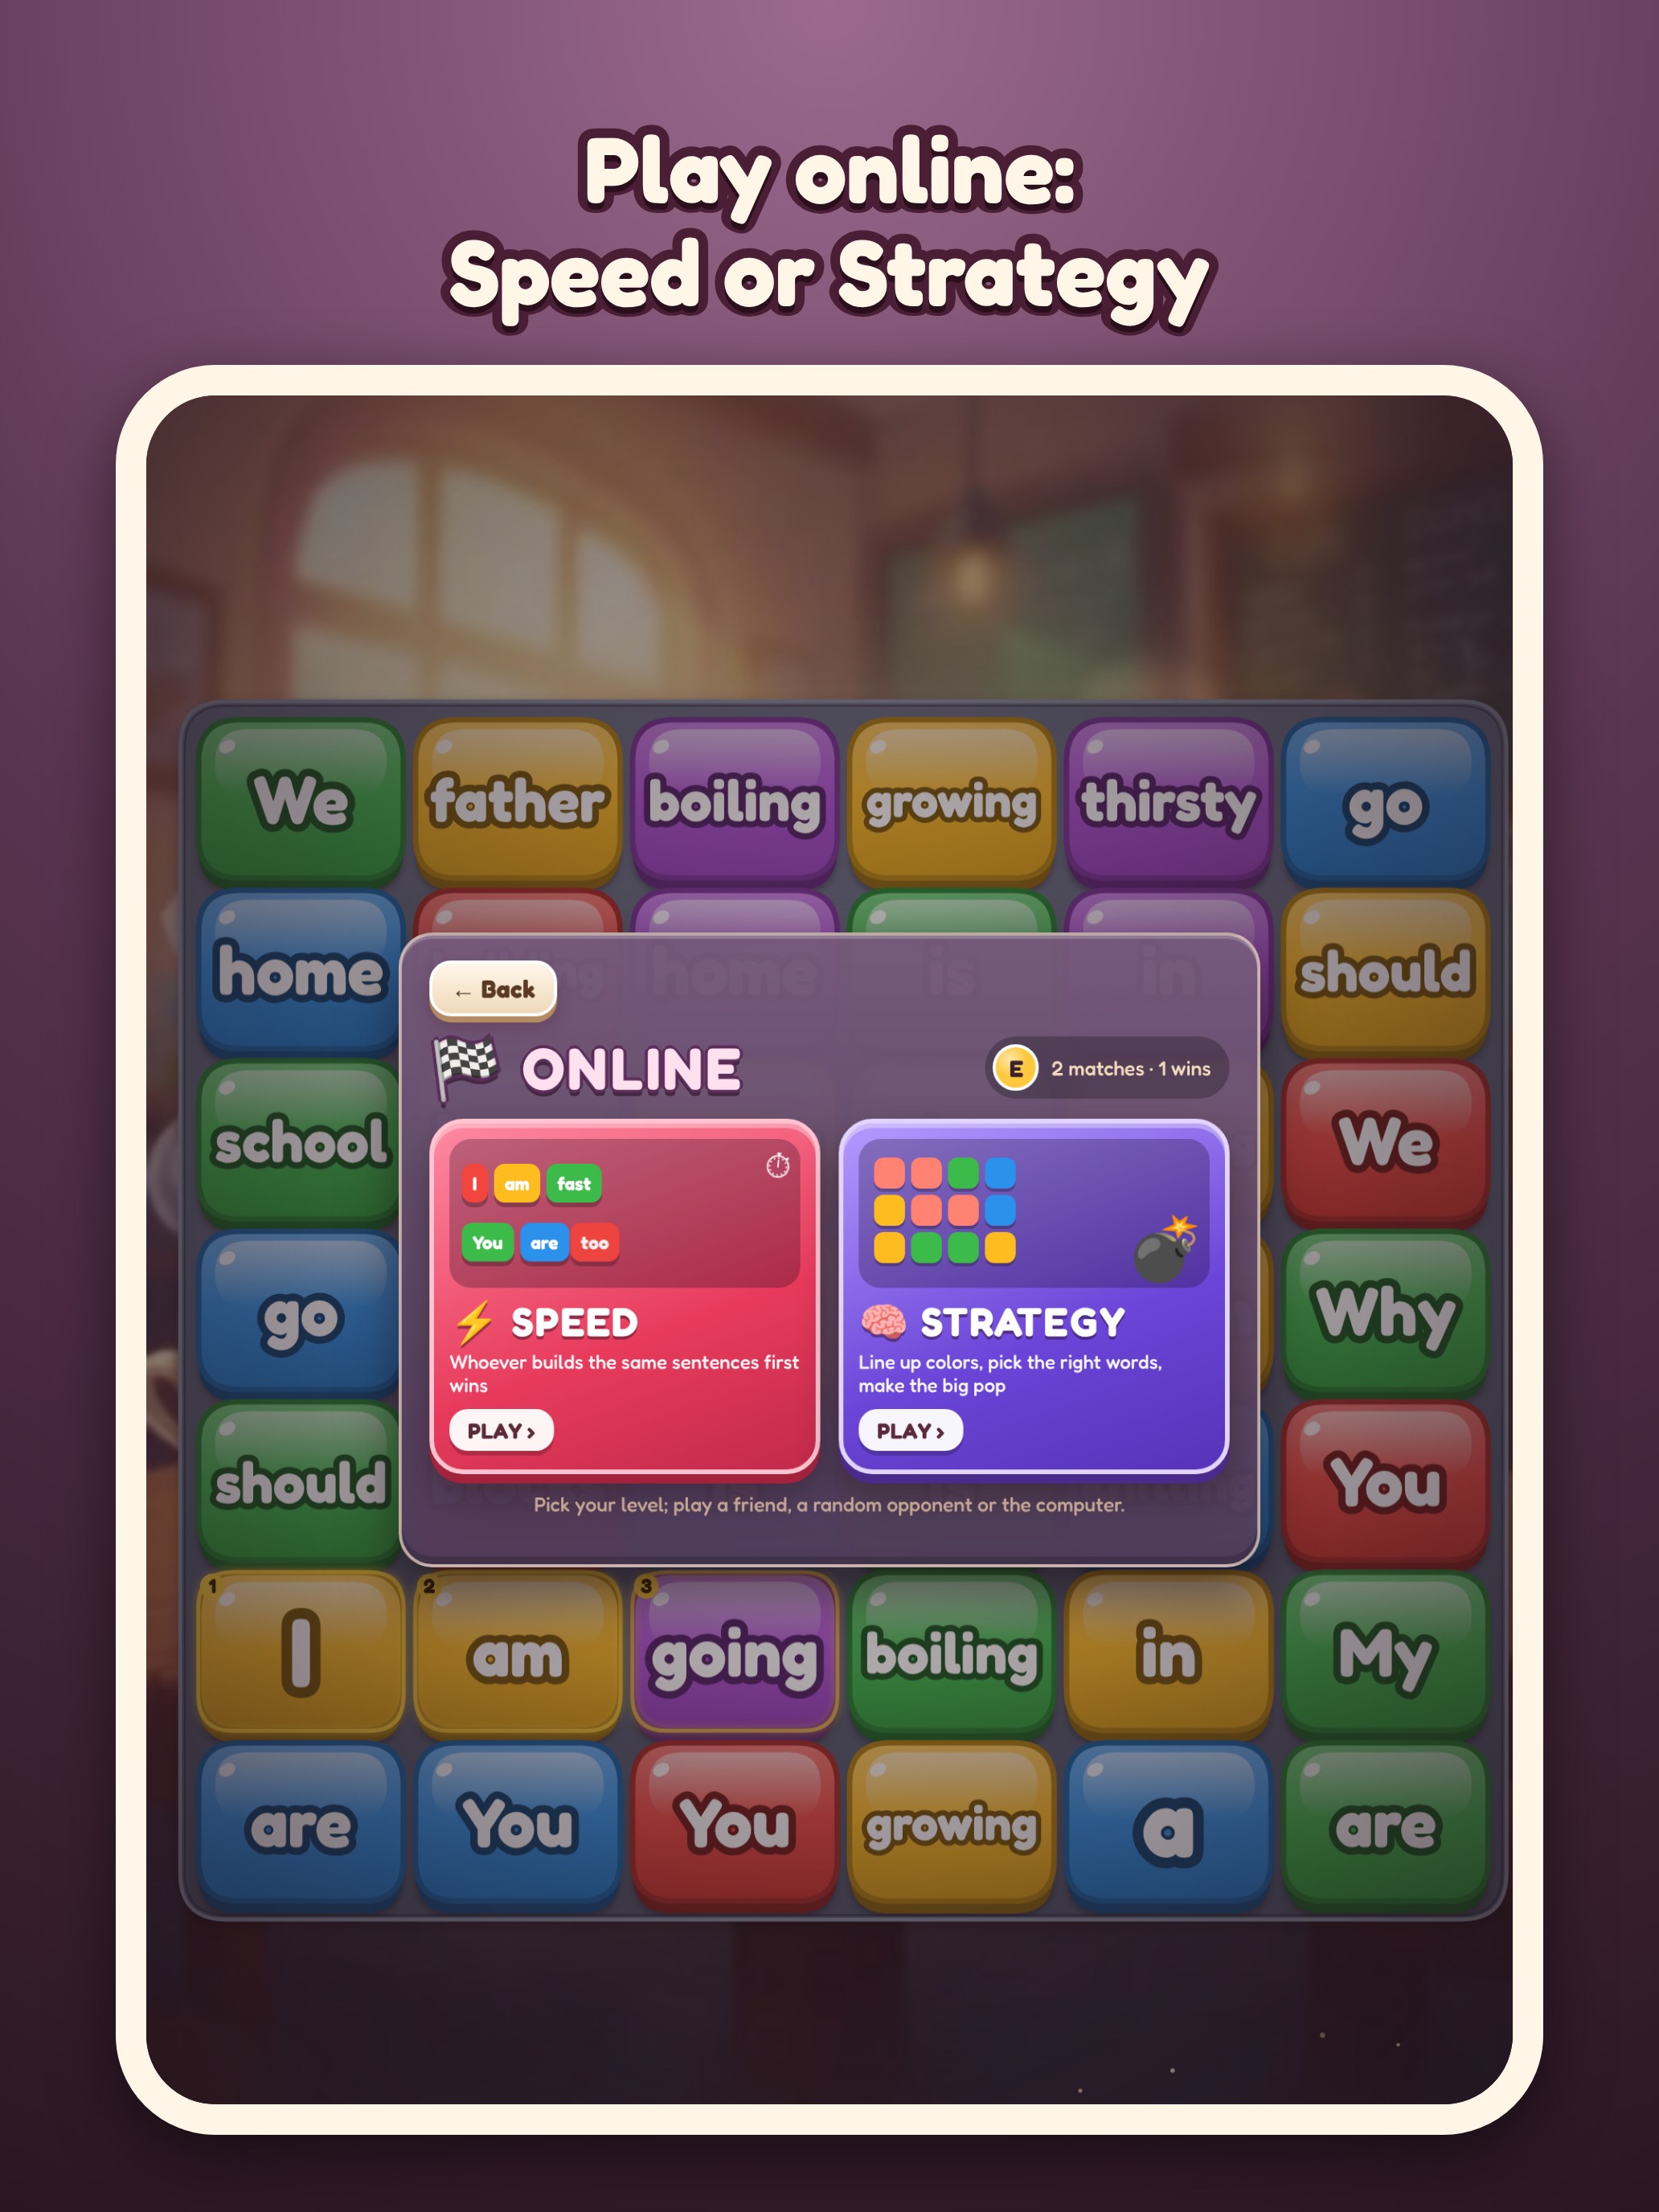 Play online:
Speed or Strategy
We father boiling growing thirsty go
home home is in should
← Back
ONLINE
E 2 matches · 1 wins
school We
I am fast
You are too
go Why
SPEED
STRATEGY
Whoever builds the same sentences first
wins
Line up colors, pick the right words,
make the big pop
PLAY ›
PLAY ›
should You
Pick your level; play a friend, a random opponent or the computer.
1 2 3
I am going boiling in My
are You You growing a are